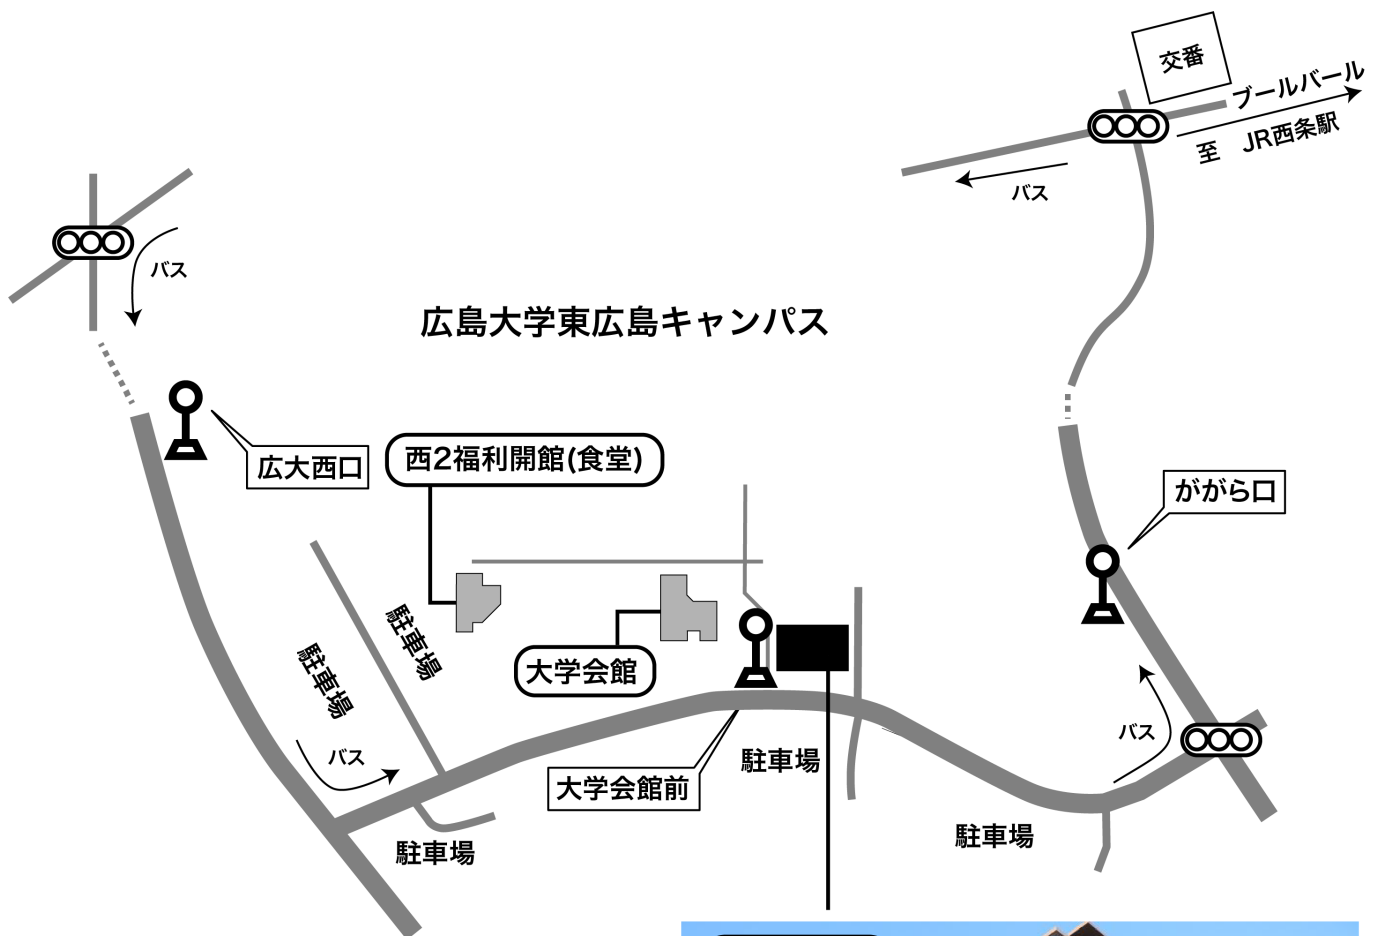 交番
ブールバール
至 JR西条駅
バス
バス
広島大学東広島キャンパス
広大西口
西2福利開館(食堂)
ががら口
駐車場
駐車場
大学会館
バス
バス
駐車場
大学会館前
駐車場
駐車場